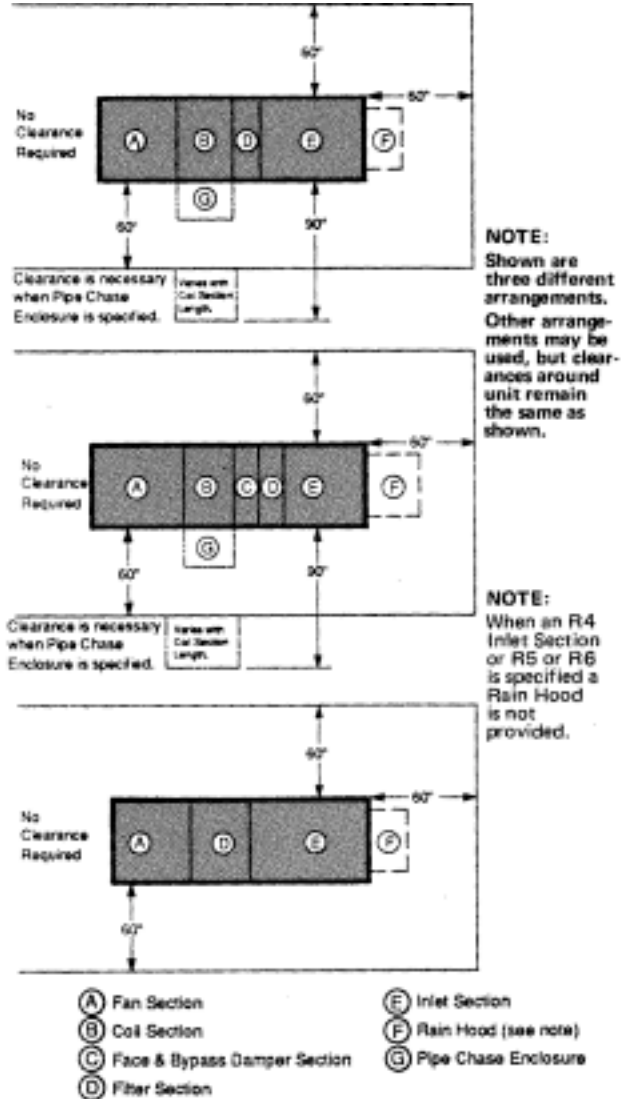 60"
60"
No
Clearance
Required
A
B
D
E
F
G
60"
90"
Clearance is necessary
when Pipe Chase
Enclosure is specified.
Varies with
Coil Section
Length.
NOTE:
Shown are
three different
arrangements.
Other arrange-
ments may be
used, but clear-
ances around
unit remain
the same as
shown.
60"
60"
No
Clearance
Required
A
B
C
D
E
F
G
60"
90"
Clearance is necessary
when Pipe Chase
Enclosure is specified.
Varies with
Coil Section
Length.
NOTE:
When an R4
Inlet Section
or R5 or R6
is specified a
Rain Hood
is not
provided.
60"
60"
No
Clearance
Required
A
D
E
F
60"
A Fan Section
B Coil Section
C Face & Bypass Damper Section
D Filter Section
E Inlet Section
F Rain Hood (see note)
G Pipe Chase Enclosure